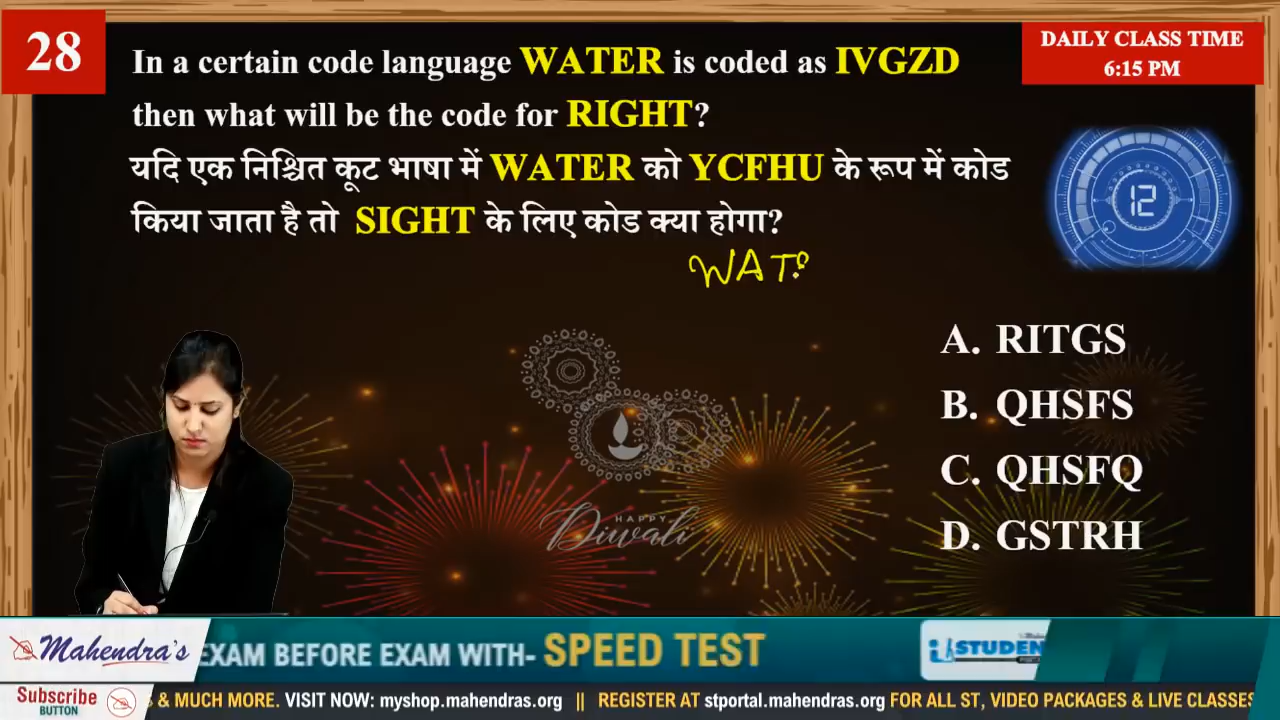 28
In a certain code language WATER is coded as IVGZD
then what will be the code for RIGHT?
यदि एक निश्चित कूट भाषा में WATER को YCFHU के रूप में कोड
किया जाता है तो SIGHT के लिए कोड क्या होगा?
DAILY CLASS TIME
6:15 PM
12
WAT
A. RITGS
B. QHSFS
C. QHSFQ
D. GSTRH
HAPPY
Diwali
Mahendra's
EXAM BEFORE EXAM WITH- SPEED TEST
STUDEN
Subscribe
BUTTON
& MUCH MORE. VISIT NOW: myshop.mahendras.org || REGISTER AT stportal.mahendras.org FOR ALL ST, VIDEO PACKAGES & LIVE CLASSES